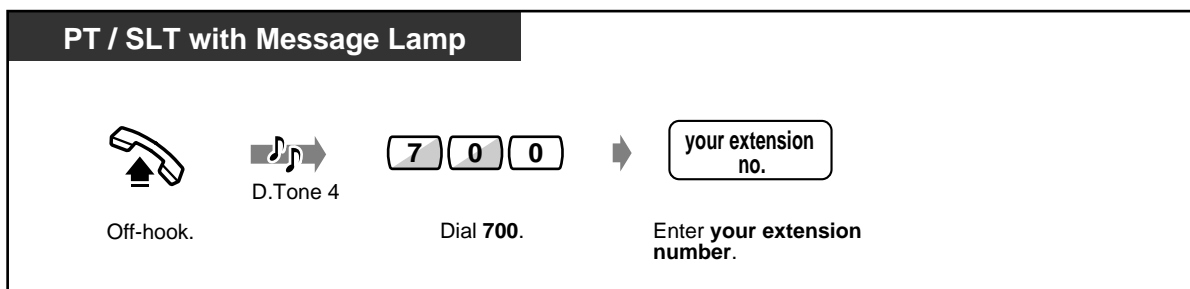 PT / SLT with Message Lamp
7 0 0
your extension
no.
D.Tone 4
Off-hook.
Dial 700.
Enter your extension
number.